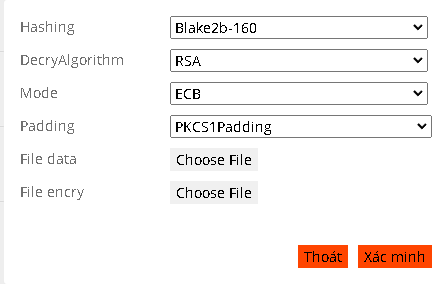 Hashing Blake2b-160
DecryAlgorithm RSA
Mode ECB
Padding PKCS1Padding
File data Choose File
File encry Choose File
Thoát Xác minh